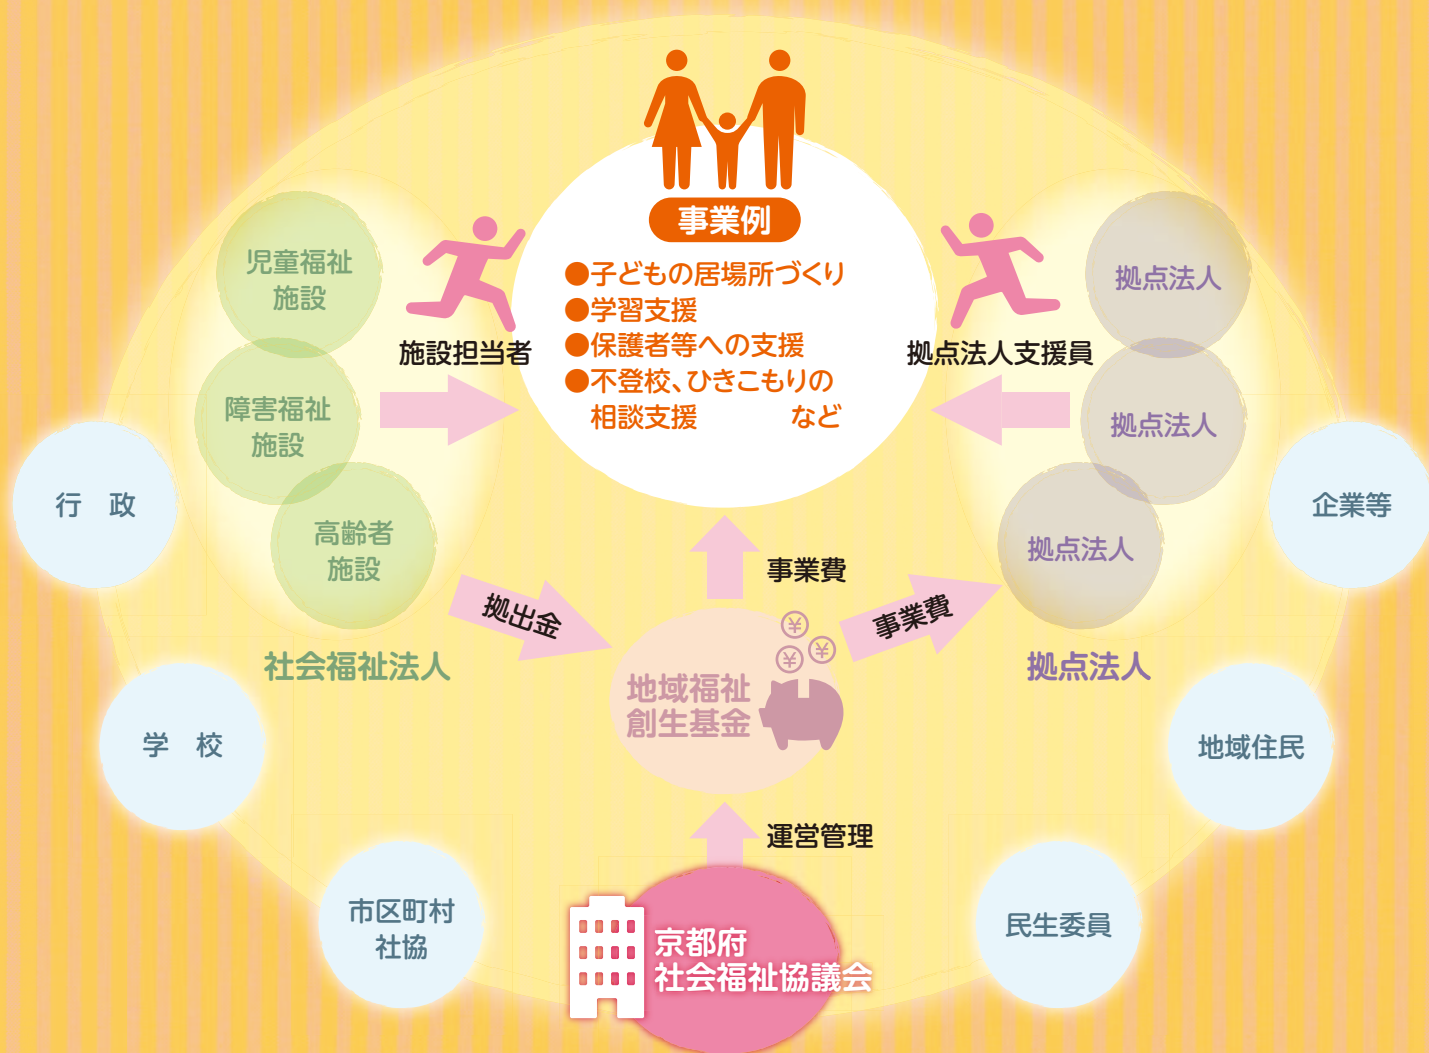 事業例
●子どもの居場所づくり
●学習支援
●保護者等への支援
●不登校、ひきこもりの
相談支援 など
児童福祉
施設
障害福祉
施設
高齢者
施設
社会福祉法人
施設担当者
拠点法人支援員
拠点法人
拠点法人
拠点法人
拠点法人
拠出金
事業費
事業費
地域福祉
創生基金
運営管理
京都府
社会福祉協議会
行 政
学 校
市区町村
社協
企業等
地域住民
民生委員